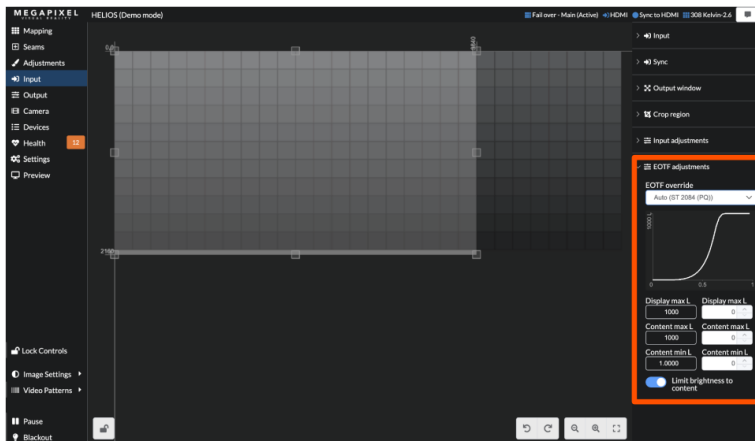 MEGAPIXEL
VISUAL REALITY
HELIOS (Demo mode)
Fail over - Main (Active)
HDMI
Sync to HDMI
308 Kelvin-2.6
Mapping
Seams
Adjustments
Input
Output
Camera
Devices
Health 12
Settings
Preview
Lock Controls
Image Settings
Video Patterns
Pause
Blackout
0,0
3840
Input
Sync
Output window
Crop region
Input adjustments
EOTF adjustments
EOTF override
Auto (ST 2084 (PQ))
1000 L
0 0.5 1
Display max L Display max L
1000 0
Content max L Content max L
1000 0
Content min L Content min L
1.0000 0
Limit brightness to
content